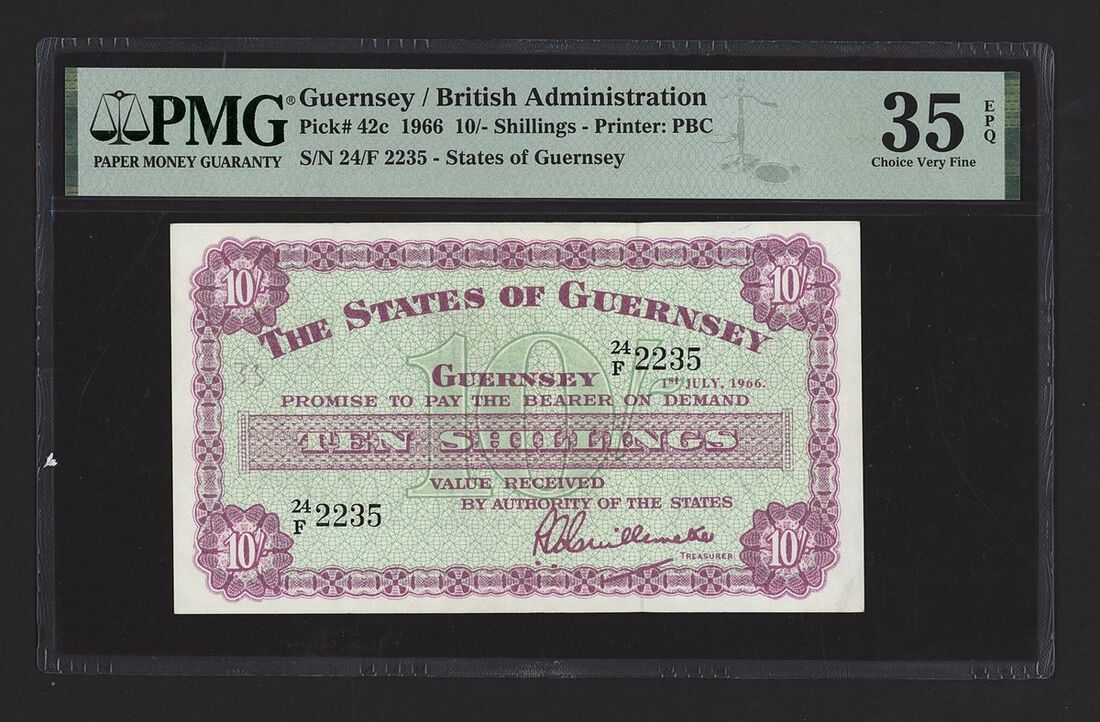 PMG®
PAPER MONEY GUARANTY
Guernsey / British Administration
Pick# 42c 1966 10/- Shillings - Printer: PBC
S/N 24/F 2235 - States of Guernsey
35
EPQ
Choice Very Fine
10/-
10/-
THE STATES OF GUERNSEY
24/F 2235
33
GUERNSEY
1st JULY, 1966.
PROMISE TO PAY THE BEARER ON DEMAND
10/-
TEN SHILLINGS
VALUE RECEIVED
BY AUTHORITY OF THE STATES
24/F 2235
TREASURER
10/-
10/-